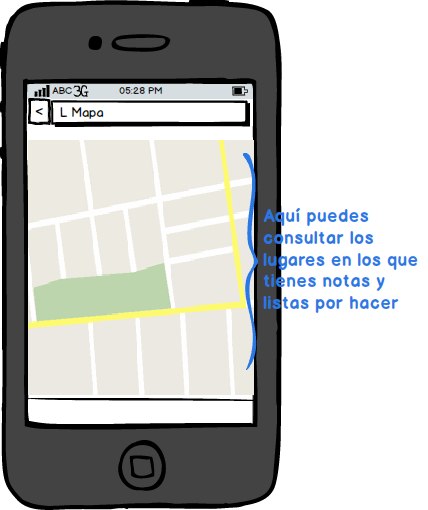 ABC 3G 05:28 PM
< L Mapa
Aquí puedes
consultar los
lugares en los que
tienes notas y
listas por hacer